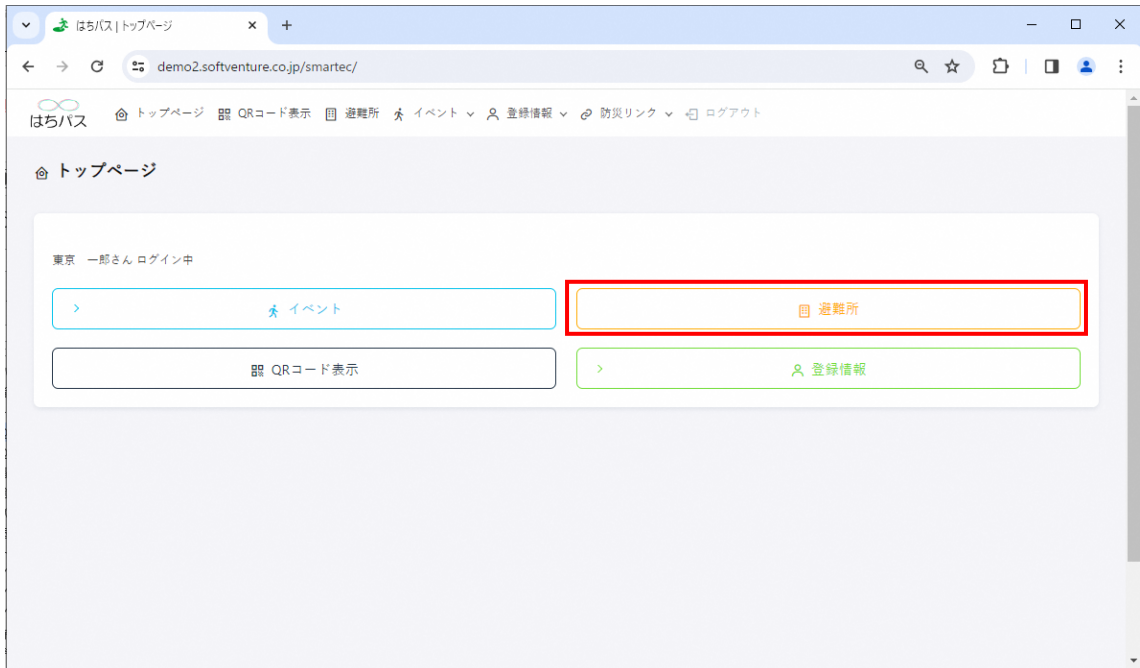 はちパス | トップページ
demo2.softventure.co.jp/smartec/
はちパス トップページ QRコード表示 避難所 イベント 登録情報 防災リンク ログアウト
トップページ
東京　一郎さん ログイン中
イベント 避難所
QRコード表示 登録情報